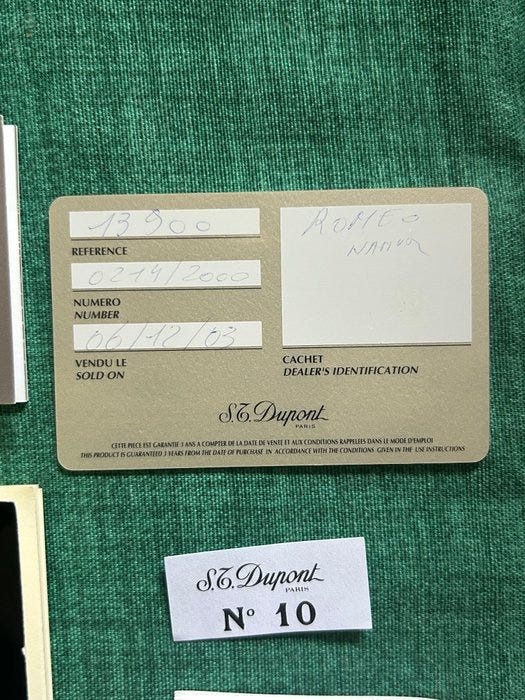 13900
REFERENCE
0214/2000
NUMERO
NUMBER
06/12/03
VENDU LE
SOLD ON
ROMEO
NAMUR
CACHET
DEALER'S IDENTIFICATION
S.T. Dupont
PARIS
CETTE PIECE EST GARANTIE 3 ANS A COMPTER DE LA DATE DE VENTE ET AUX CONDITIONS RAPPELEES DANS LE MODE D'EMPLOI
THIS PRODUCT IS GUARANTEED 3 YEARS FROM THE DATE OF PURCHASE IN ACCORDANCE WITH THE CONDITIONS GIVEN IN THE USE INSTRUCTIONS
S.T. Dupont
PARIS
Nº 10